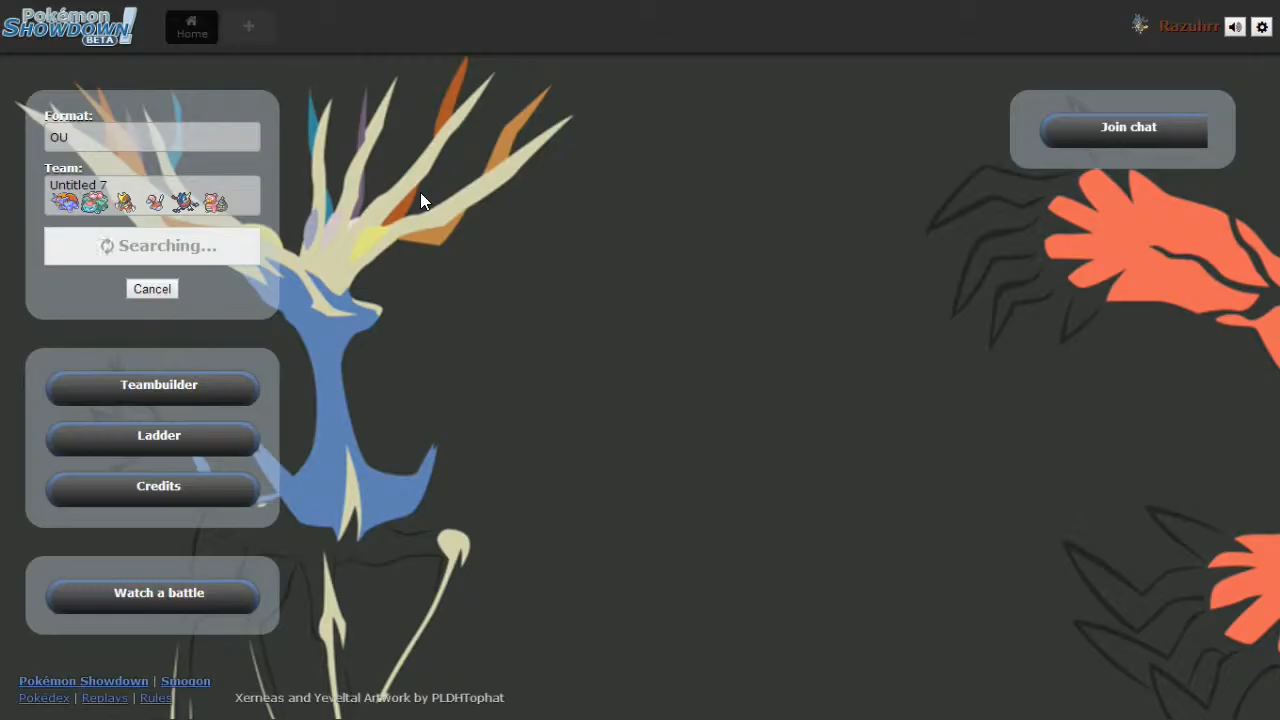 Pokémon
SHOWDOWN!
BETA
Home
+
Razuhrr
Format:
OU
Team:
Untitled 7
Searching...
Cancel
Join chat
Teambuilder
Ladder
Credits
Watch a battle
Pokémon Showdown | Smogon
Pokédex | Replays | Rules
Xerneas and Yeveltal Artwork by PLDHTophat